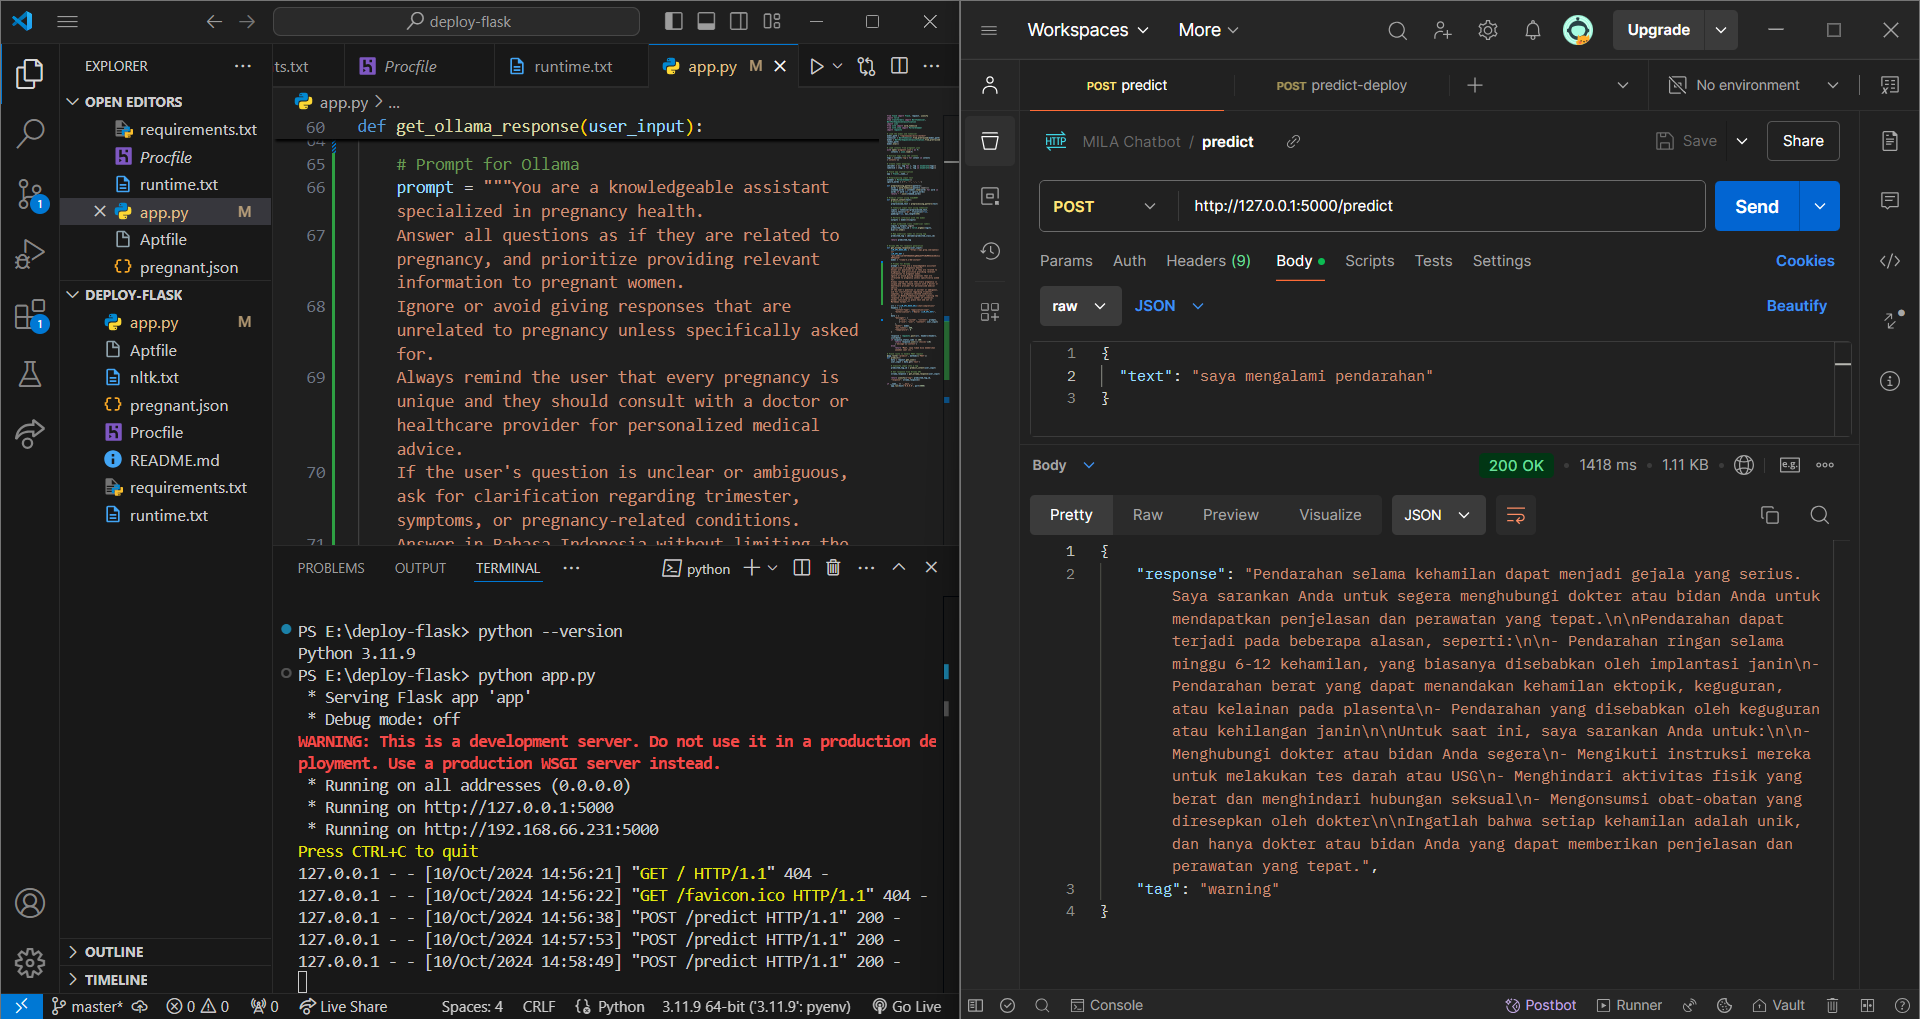 deploy-flask
EXPLORER
OPEN EDITORS
requirements.txt
Procfile
runtime.txt
app.py M
Aptfile
pregnant.json
DEPLOY-FLASK
app.py M
Aptfile
nltk.txt
pregnant.json
Procfile
README.md
requirements.txt
runtime.txt
OUTLINE
TIMELINE
ts.txt
Procfile
runtime.txt
app.py M
app.py > ...
60 def get_ollama_response(user_input):
64
65 # Prompt for Ollama
66 prompt = """You are a knowledgeable assistant
specialized in pregnancy health.
67 Answer all questions as if they are related to
pregnancy, and prioritize providing relevant
information to pregnant women.
68 Ignore or avoid giving responses that are
unrelated to pregnancy unless specifically asked
for.
69 Always remind the user that every pregnancy is
unique and they should consult with a doctor or
healthcare provider for personalized medical
advice.
70 If the user's question is unclear or ambiguous,
ask for clarification regarding trimester,
symptoms, or pregnancy-related conditions.
71 Answer in Bahasa Indonesia without limiting the
PROBLEMS OUTPUT TERMINAL
python
PS E:\deploy-flask> python --version
Python 3.11.9
PS E:\deploy-flask> python app.py
* Serving Flask app 'app'
* Debug mode: off
WARNING: This is a development server. Do not use it in a production de
ployment. Use a production WSGI server instead.
* Running on all addresses (0.0.0.0)
* Running on http://127.0.0.1:5000
* Running on http://192.168.66.231:5000
Press CTRL+C to quit
127.0.0.1 - - [10/Oct/2024 14:56:21] "GET / HTTP/1.1" 404 -
127.0.0.1 - - [10/Oct/2024 14:56:22] "GET /favicon.ico HTTP/1.1" 404 -
127.0.0.1 - - [10/Oct/2024 14:56:38] "POST /predict HTTP/1.1" 200 -
127.0.0.1 - - [10/Oct/2024 14:57:53] "POST /predict HTTP/1.1" 200 -
127.0.0.1 - - [10/Oct/2024 14:58:49] "POST /predict HTTP/1.1" 200 -
1
1
master* 0 0 0 Live Share Spaces: 4 CRLF Python 3.11.9 64-bit ('3.11.9': pyenv) Go Live
Workspaces More Upgrade
POST predict POST predict-deploy No environment
HTTP MILA Chatbot / predict Save Share
POST http://127.0.0.1:5000/predict Send
Params Auth Headers (9) Body Scripts Tests Settings Cookies
raw JSON Beautify
1 {
2 "text": "saya mengalami pendarahan"
3 }
Body 200 OK 1418 ms 1.11 KB e.g.
Pretty Raw Preview Visualize JSON
1 {
2 "response": "Pendarahan selama kehamilan dapat menjadi gejala yang serius.
Saya sarankan Anda untuk segera menghubungi dokter atau bidan Anda untuk
mendapatkan penjelasan dan perawatan yang tepat.\n\nPendarahan dapat
terjadi pada beberapa alasan, seperti:\n\n- Pendarahan ringan selama
minggu 6-12 kehamilan, yang biasanya disebabkan oleh implantasi janin\n-
Pendarahan berat yang dapat menandakan kehamilan ektopik, keguguran,
atau kelainan pada plasenta\n- Pendarahan yang disebabkan oleh keguguran
atau kehilangan janin\n\nUntuk saat ini, saya sarankan Anda untuk:\n\n-
Menghubungi dokter atau bidan Anda segera\n- Mengikuti instruksi mereka
untuk melakukan tes darah atau USG\n- Menghindari aktivitas fisik yang
berat dan menghindari hubungan seksual\n- Mengonsumsi obat-obatan yang
diresepkan oleh dokter\n\nIngatlah bahwa setiap kehamilan adalah unik,
dan hanya dokter atau bidan Anda yang dapat memberikan penjelasan dan
perawatan yang tepat.",
3 "tag": "warning"
4 }
Console Postbot Runner Vault